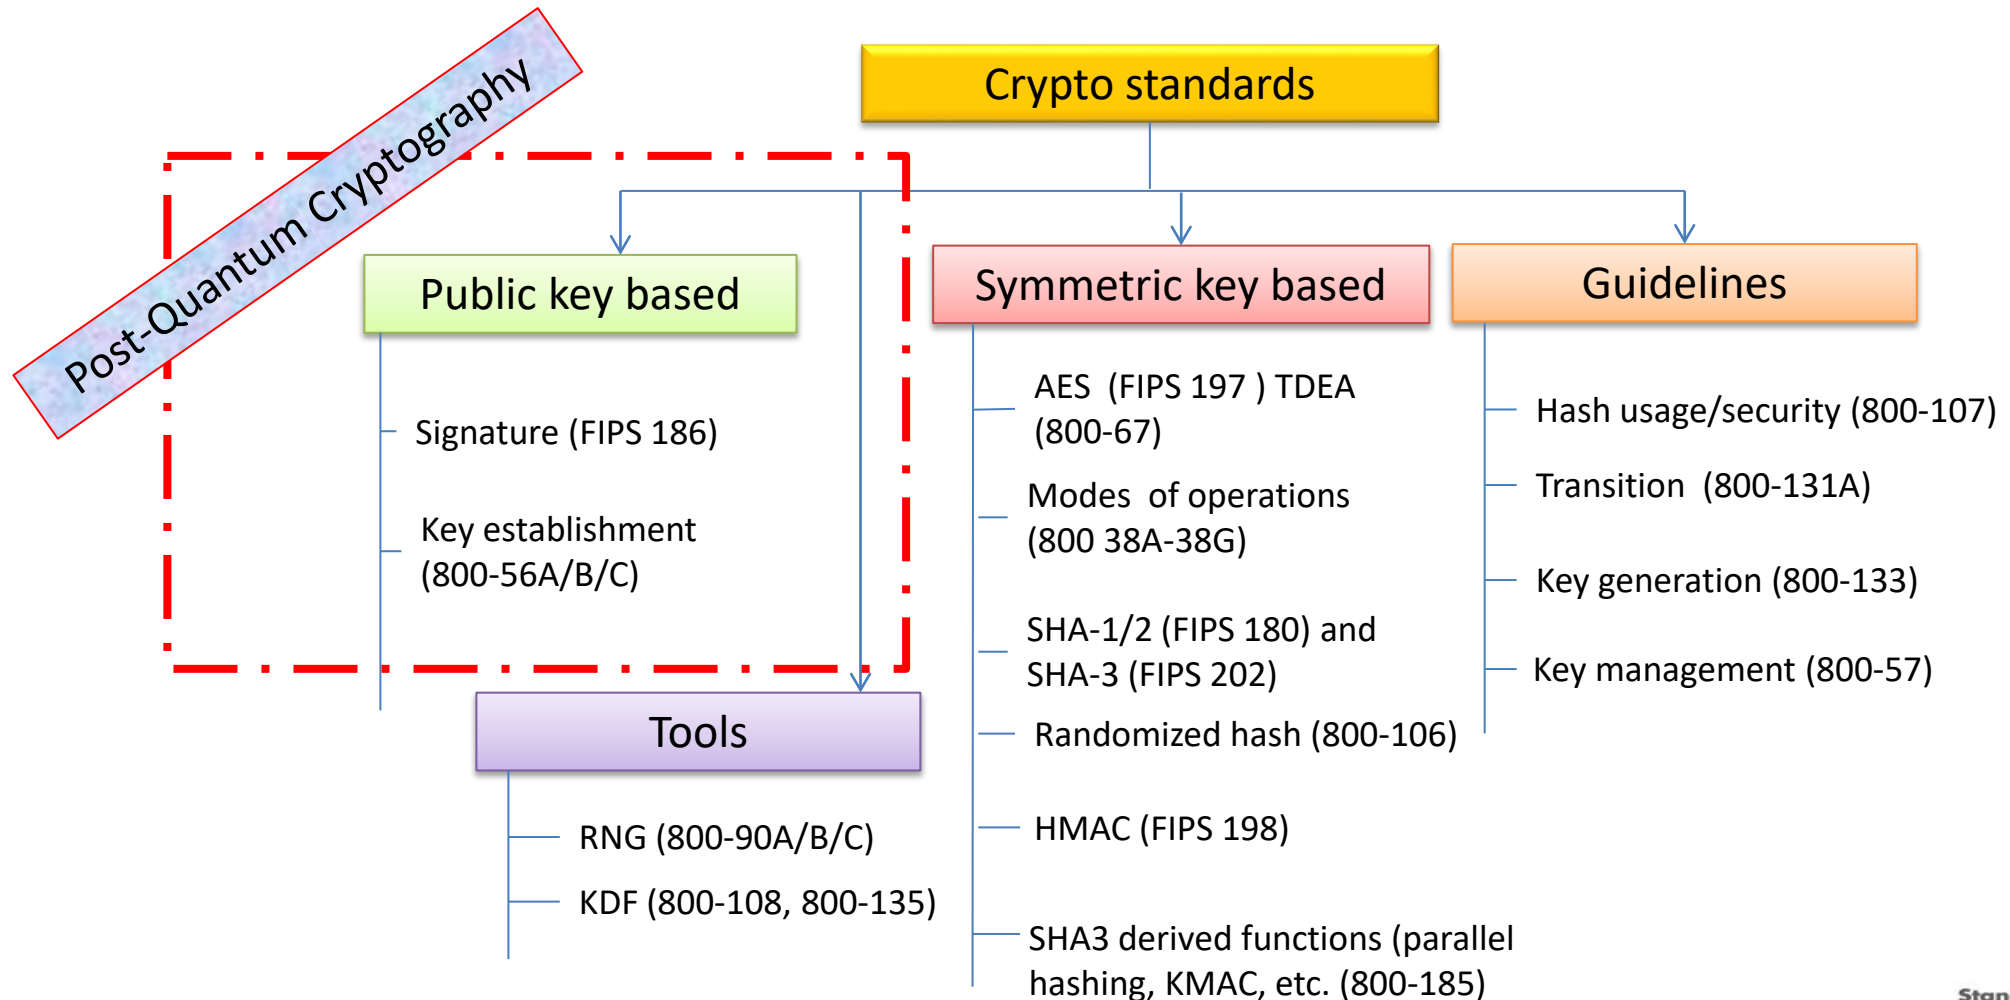 Crypto standards
Post-Quantum Cryptography
Public key based
Signature (FIPS 186)
Key establishment
(800-56A/B/C)
Tools
RNG (800-90A/B/C)
KDF (800-108, 800-135)
Symmetric key based
AES  (FIPS 197 ) TDEA
(800-67)
Modes  of operations
(800 38A-38G)
SHA-1/2 (FIPS 180) and
SHA-3 (FIPS 202)
Randomized hash (800-106)
HMAC (FIPS 198)
SHA3 derived functions (parallel
hashing, KMAC, etc. (800-185)
Guidelines
Hash usage/security (800-107)
Transition  (800-131A)
Key generation (800-133)
Key management (800-57)